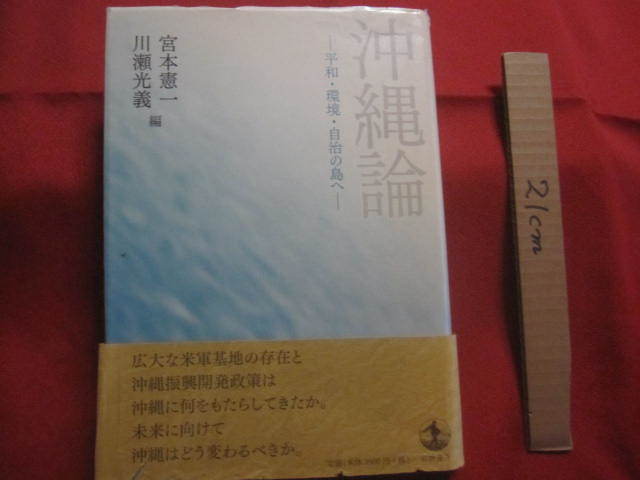 沖縄論
―平和・環境・自治の島へ―
宮本憲一
川瀬光義 編
広大な米軍基地の存在と
沖縄振興開発政策は
沖縄に何をもたらしてきたか。
未来に向けて
沖縄はどう変わるべきか。
21cm